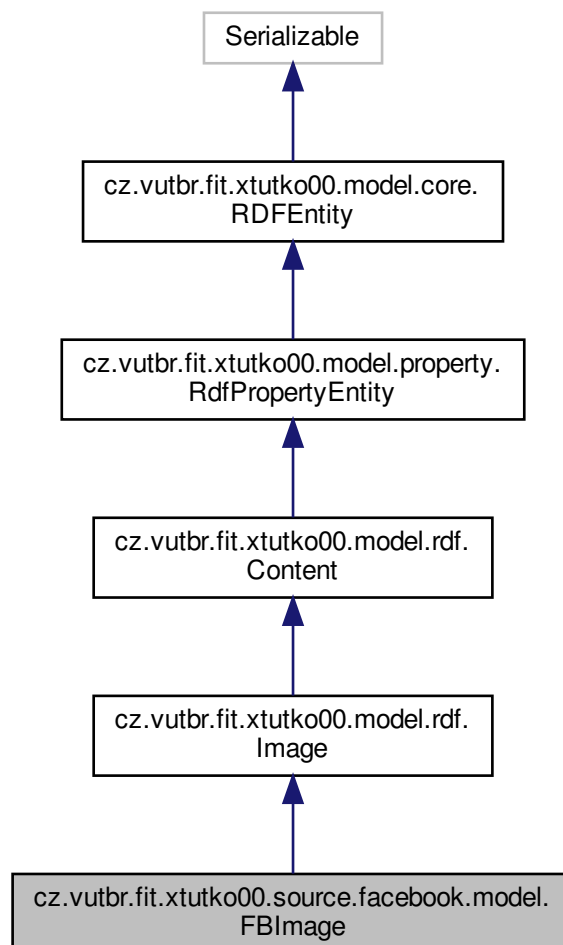 Serializable
cz.vutbr.fit.xtutko00.model.core.
RDFEntity
cz.vutbr.fit.xtutko00.model.property.
RdfPropertyEntity
cz.vutbr.fit.xtutko00.model.rdf.
Content
cz.vutbr.fit.xtutko00.model.rdf.
Image
cz.vutbr.fit.xtutko00.source.facebook.model.
FBImage